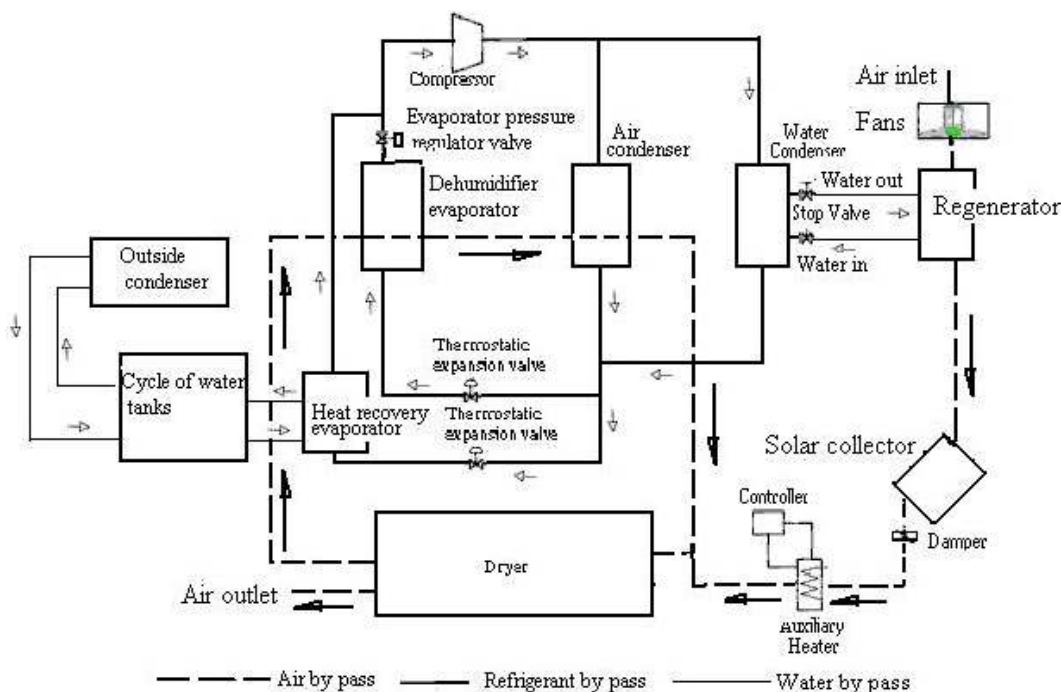 Compressor
Air inlet
Fans
Evaporator pressure
regulator valve
Air
condenser
Water
Condenser
Dehumidifier
evaporator
Water out
Stop Valve
Water in
Regenerator
Outside
condenser
Thermostatic
expansion valve
Cycle of water
tanks
Heat recovery
evaporator
Thermostatic
expansion valve
Solar collector
Controller
Damper
Dryer
Air outlet
Auxiliary
Heater
Air by pass
Refrigerant by pass
Water by pass